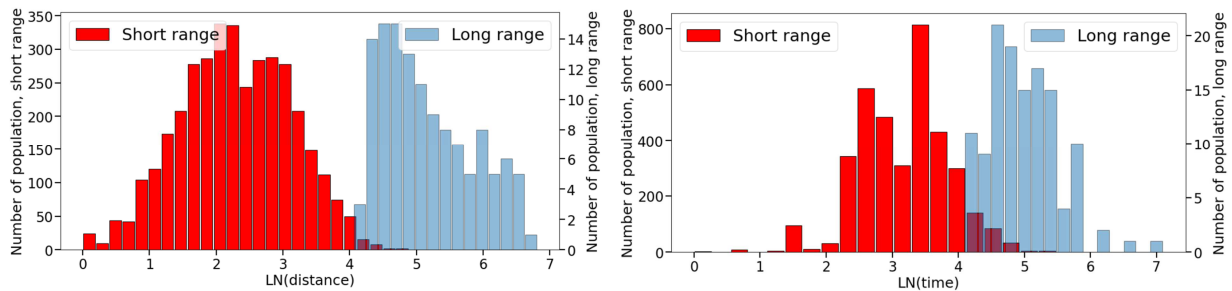 Number of population, short range
350
300
250
200
150
100
50
0
Short range
Long range
14
12
10
8
6
4
2
0
Number of population, long range
0 1 2 3 4 5 6 7
LN(distance)
Number of population, short range
800
600
400
200
0
Short range
Long range
20
15
10
5
0
Number of population, long range
0 1 2 3 4 5 6 7
LN(time)